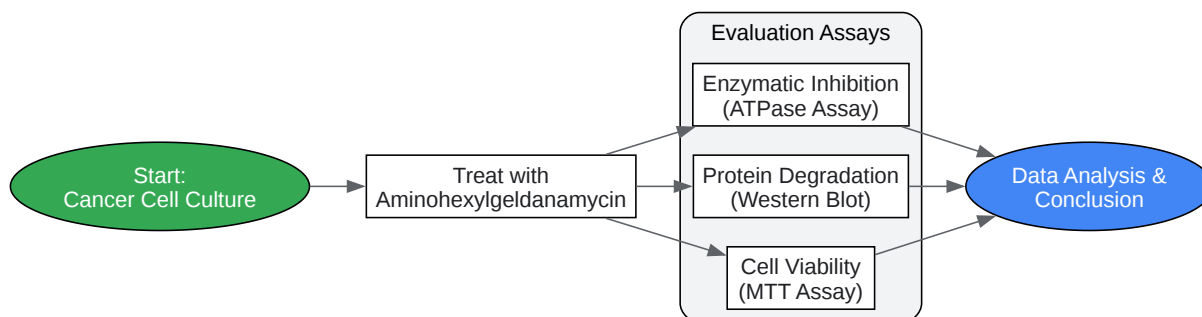 Evaluation Assays
Enzymatic Inhibition
(ATPase Assay)
Start:
Cancer Cell Culture
Treat with
Aminohexylgeldanamycin
Protein Degradation
(Western Blot)
Data Analysis &
Conclusion
Cell Viability
(MTT Assay)